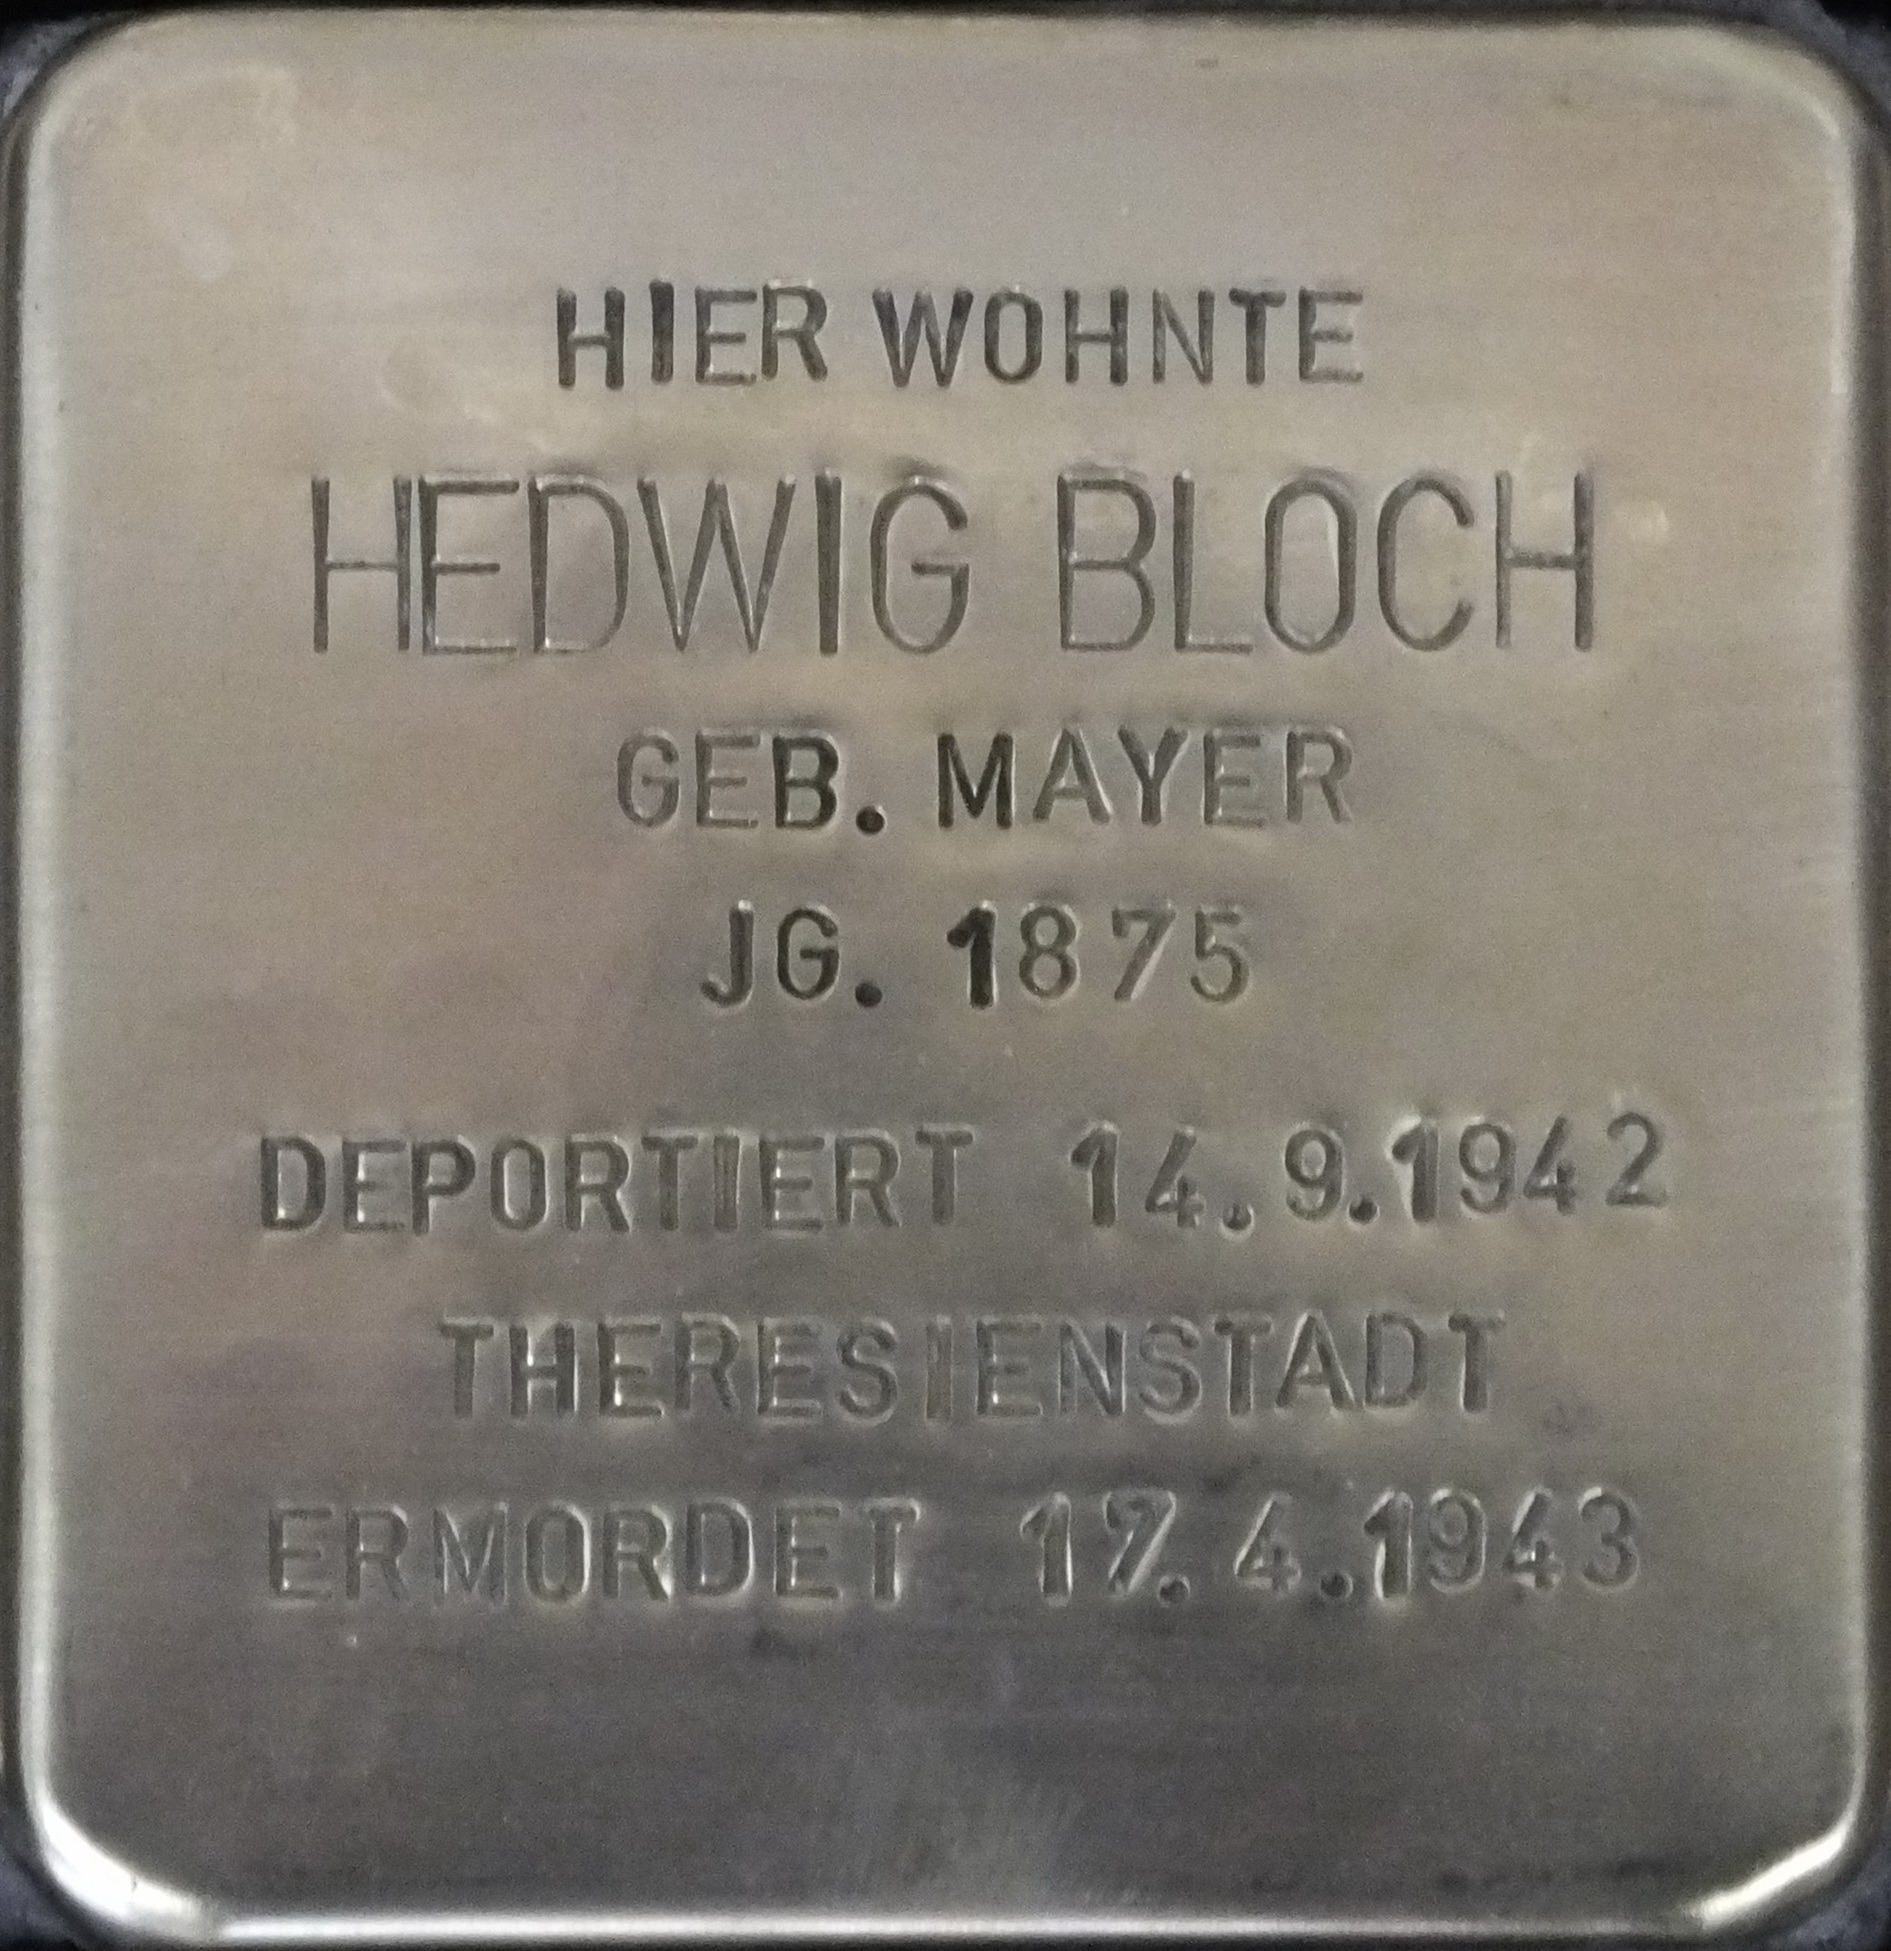 HIER WOHNTE
HEDWIG BLOCH
GEB. MAYER
JG. 1875
DEPORTIERT 14.9.1942
THERESIENSTADT
ERMORDET 17.4.1943